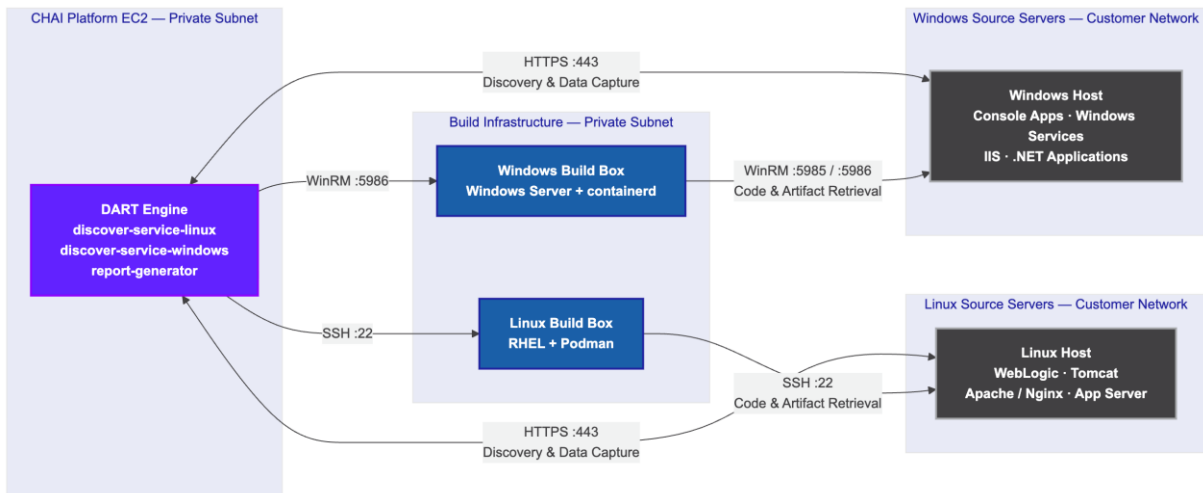 CHAI Platform EC2 — Private Subnet
DART Engine
discover-service-linux
discover-service-windows
report-generator
HTTPS :443
Discovery & Data Capture
WinRM :5986
SSH :22
HTTPS :443
Discovery & Data Capture
Build Infrastructure — Private Subnet
Windows Build Box
Windows Server + containerd
Linux Build Box
RHEL + Podman
WinRM :5985 / :5986
Code & Artifact Retrieval
SSH :22
Code & Artifact Retrieval
Windows Source Servers — Customer Network
Windows Host
Console Apps · Windows
Services
IIS · .NET Applications
Linux Source Servers — Customer Network
Linux Host
WebLogic · Tomcat
Apache / Nginx · App Server